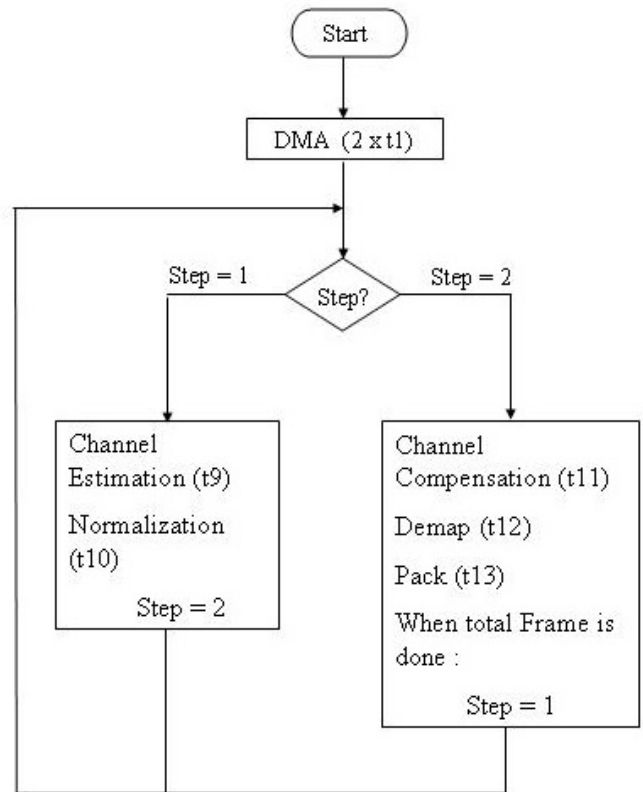 Start
DMA (2 x t1)
Step = 1
Step?
Step = 2
Channel
Estimation (t9)
Normalization
(t10)
Step = 2
Channel
Compensation (t11)
Demap (t12)
Pack (t13)
When total Frame is
done :
Step = 1